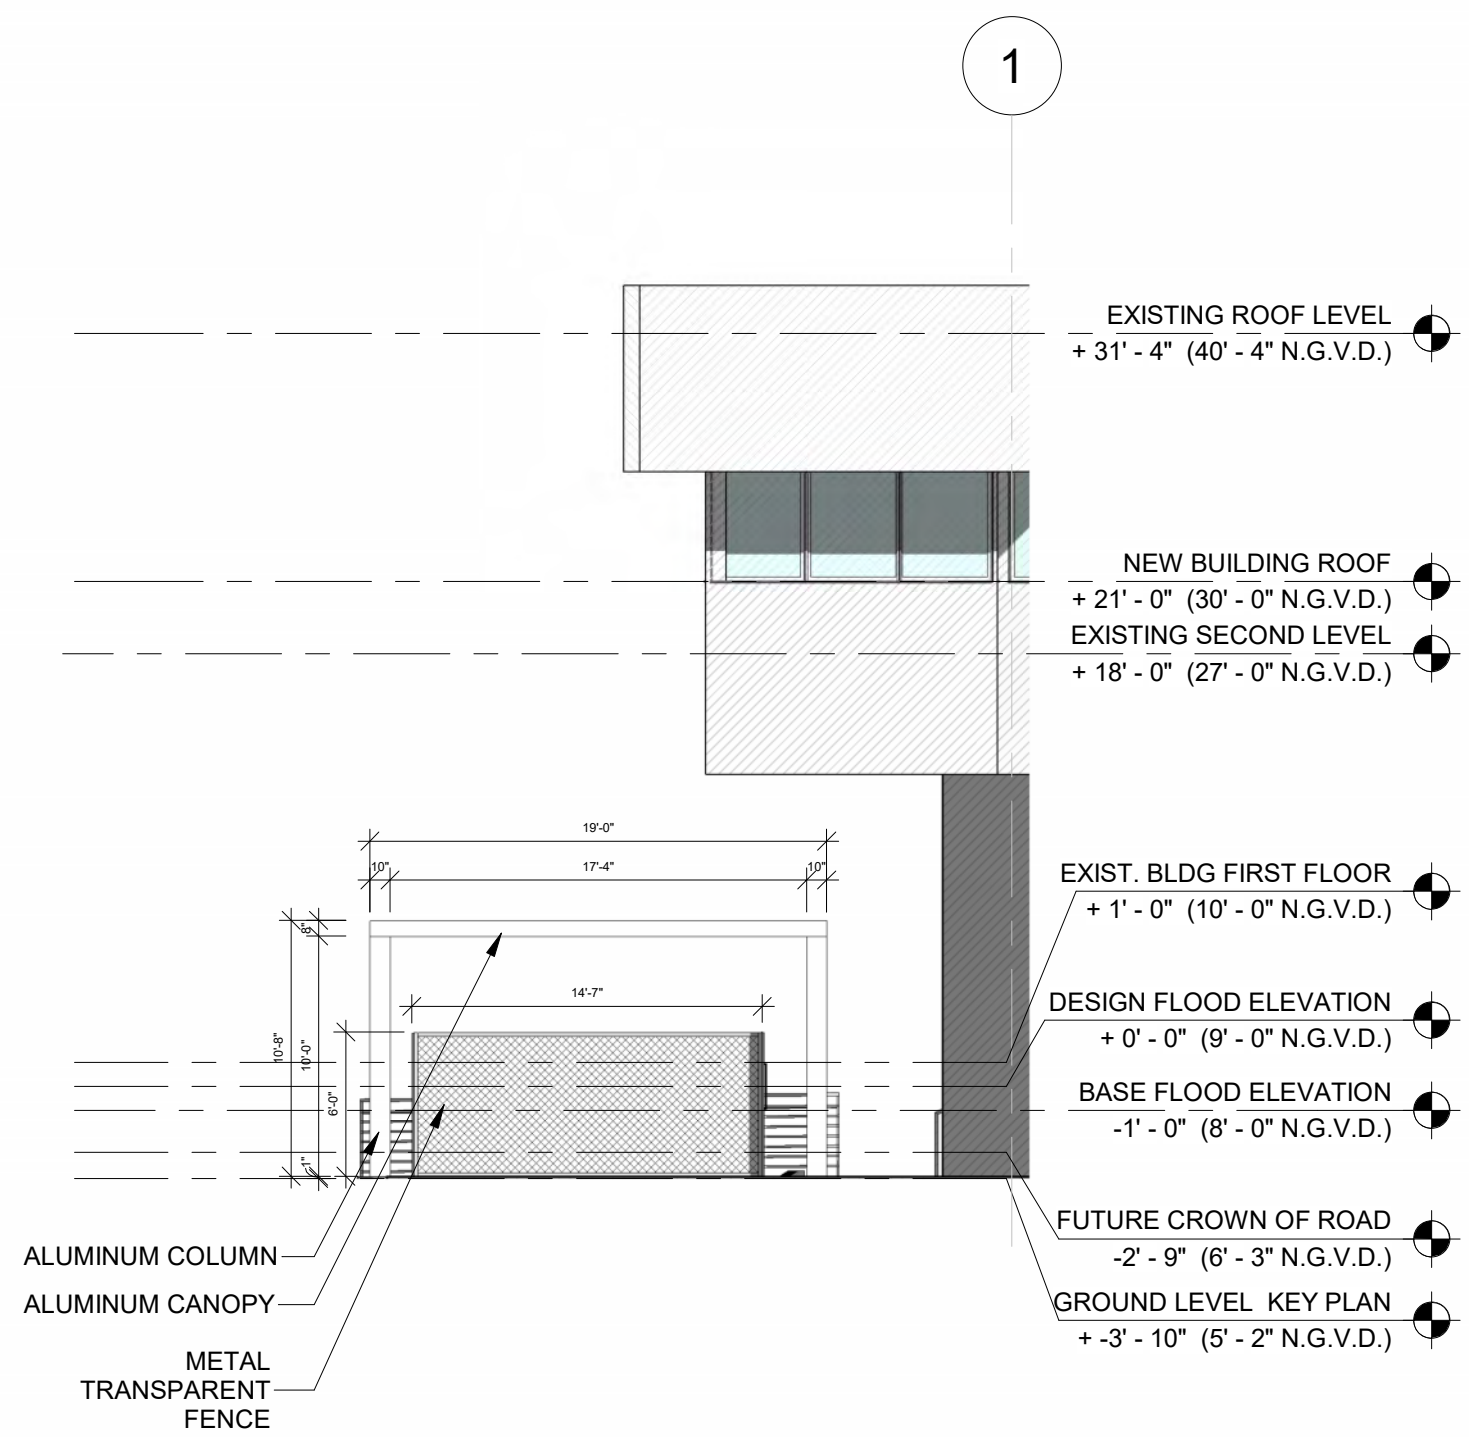 1
EXISTING ROOF LEVEL
+ 31' - 4" (40' - 4" N.G.V.D.)
NEW BUILDING ROOF
+ 21' - 0" (30' - 0" N.G.V.D.)
EXISTING SECOND LEVEL
+ 18' - 0" (27' - 0" N.G.V.D.)
19'-0"
10"
17'-4"
10"
EXIST. BLDG FIRST FLOOR
+ 1' - 0" (10' - 0" N.G.V.D.)
8"
14'-7"
DESIGN FLOOD ELEVATION
+ 0' - 0" (9' - 0" N.G.V.D.)
10'-8"
10'-0"
6'-0"
BASE FLOOD ELEVATION
-1' - 0" (8' - 0" N.G.V.D.)
1"
FUTURE CROWN OF ROAD
-2' - 9" (6' - 3" N.G.V.D.)
ALUMINUM COLUMN
ALUMINUM CANOPY
GROUND LEVEL KEY PLAN
+ -3' - 10" (5' - 2" N.G.V.D.)
METAL
TRANSPARENT
FENCE